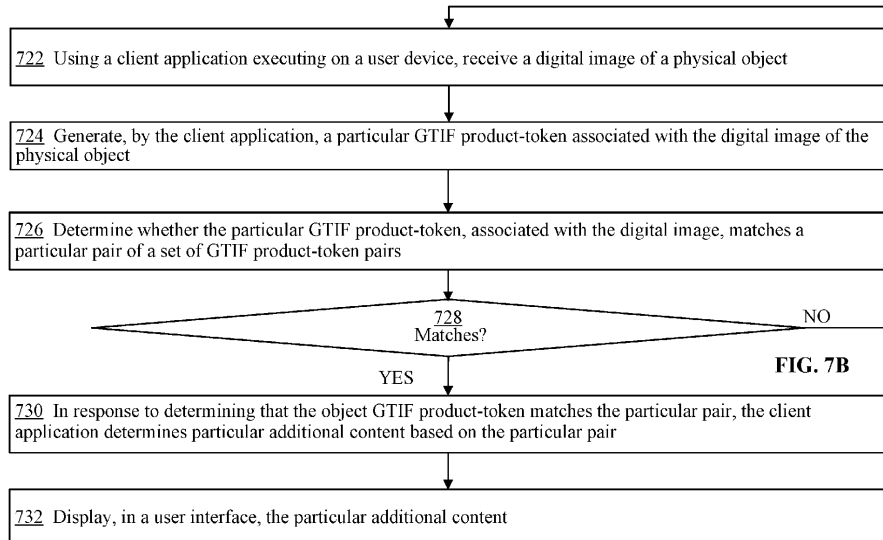 722 Using a client application executing on a user device, receive a digital image of a physical object
724 Generate, by the client application, a particular GTIF product-token associated with the digital image of the
physical object
726 Determine whether the particular GTIF product-token, associated with the digital image, matches a
particular pair of a set of GTIF product-token pairs
728
Matches?
NO
FIG. 7B
YES
730 In response to determining that the object GTIF product-token matches the particular pair, the client
application determines particular additional content based on the particular pair
732 Display, in a user interface, the particular additional content